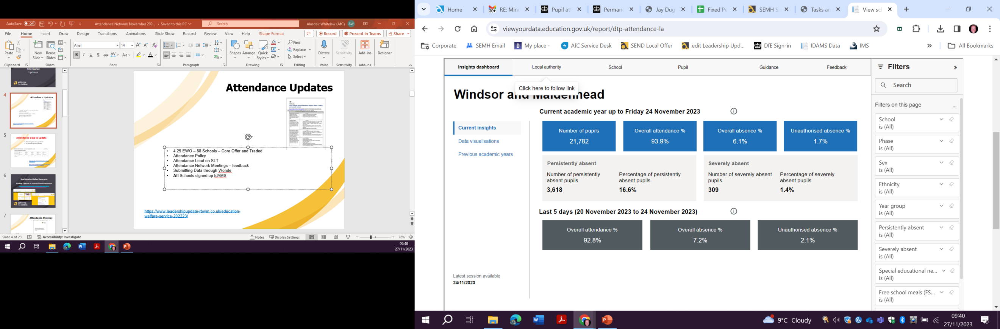 AutoSave Off
Attendance Network November 202... • Saved to this PC
Search
Alasdair Whitelaw (AfC) AW
File Home Insert Draw Design Transitions Animations Slide Show Record Review View Help Shape Format
Record Present in Teams Share
Paste
New Slide
Reuse Slides
Arial 14
Shapes Arrange Quick Styles
Find
Replace
Select
Dictate
Sensitivity
Add-ins
Designer
Clipboard Slides Font Paragraph Drawing Editing Voice Sensitivity Add-ins
Attendance Updates
achieving for children
4
Attendance Updates
5
Attendance Data to update
6
New Education Welfare Documents.
Working Together to Improve School Attendance.
achieving for children
7
Attendance Strategy
Attendance Updates
• 4.25 EWO – 88 Schools – Core Offer and Traded
• Attendance Policy
• Attendance Lead on SLT
• Attendance Network Meetings – feedback
• Submitting Data through Wonde
• All Schools signed up IdAMS
https://www.leadershipupdate-rbwm.co.uk/education-
welfare-service-202223/
Slide 4 of 23 Accessibility: Investigate Notes Display Settings 72%
09:40
27/11/2023
Home
30+ RE: Minc
Pupil att
Perman
Jay Dug
Fixed Pe
SEMH S
Tasks an
View sch
viewyourdata.education.gov.uk/report/dtp-attendance-la
Corporate SEMH Email My place - AfC Service Desk SEND Local Offer edit Leadership Upd... DfE Sign-in IDAMS Data IMS All Bookmarks
Insights dashboard Local authority School Pupil Guidance Feedback
Click here to follow link
Windsor and Maidenhead
Current academic year up to Friday 24 November 2023
Current insights
Data visualisations
Previous academic years
Number of pupils
21,782
Overall attendance %
93.9%
Overall absence %
6.1%
Unauthorised absence %
1.7%
Persistently absent
Number of persistently
absent pupils
3,618
Percentage of persistently
absent pupils
16.6%
Severely absent
Number of severely absent
pupils
309
Percentage of severely
absent pupils
1.4%
Last 5 days (20 November 2023 to 24 November 2023)
Overall attendance %
92.8%
Overall absence %
7.2%
Unauthorised absence %
2.1%
Latest session available
24/11/2023
Filters
Search
Filters on this page ...
School
is (All)
Phase
is (All)
Sex
is (All)
Ethnicity
is (All)
Year group
is (All)
Persistently absent
is (All)
Severely absent
is (All)
Special educational ne...
is (All)
Free school meals (FS...
is (All)
9°C Cloudy
09:40
27/11/2023